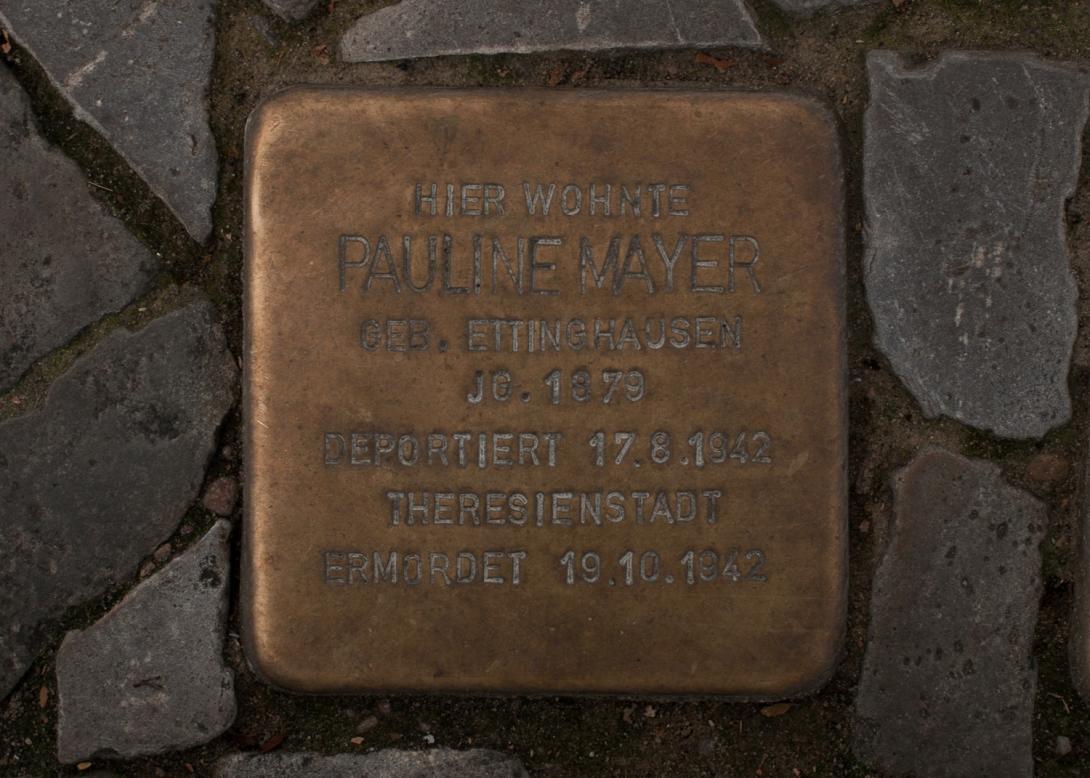 HIER WOHNTE
PAULINE MAYER
GEB. ETTINGHAUSEN
JG. 1879
DEPORTIERT 17.8.1942
THERESIENSTADT
ERMORDET 19.10.1942